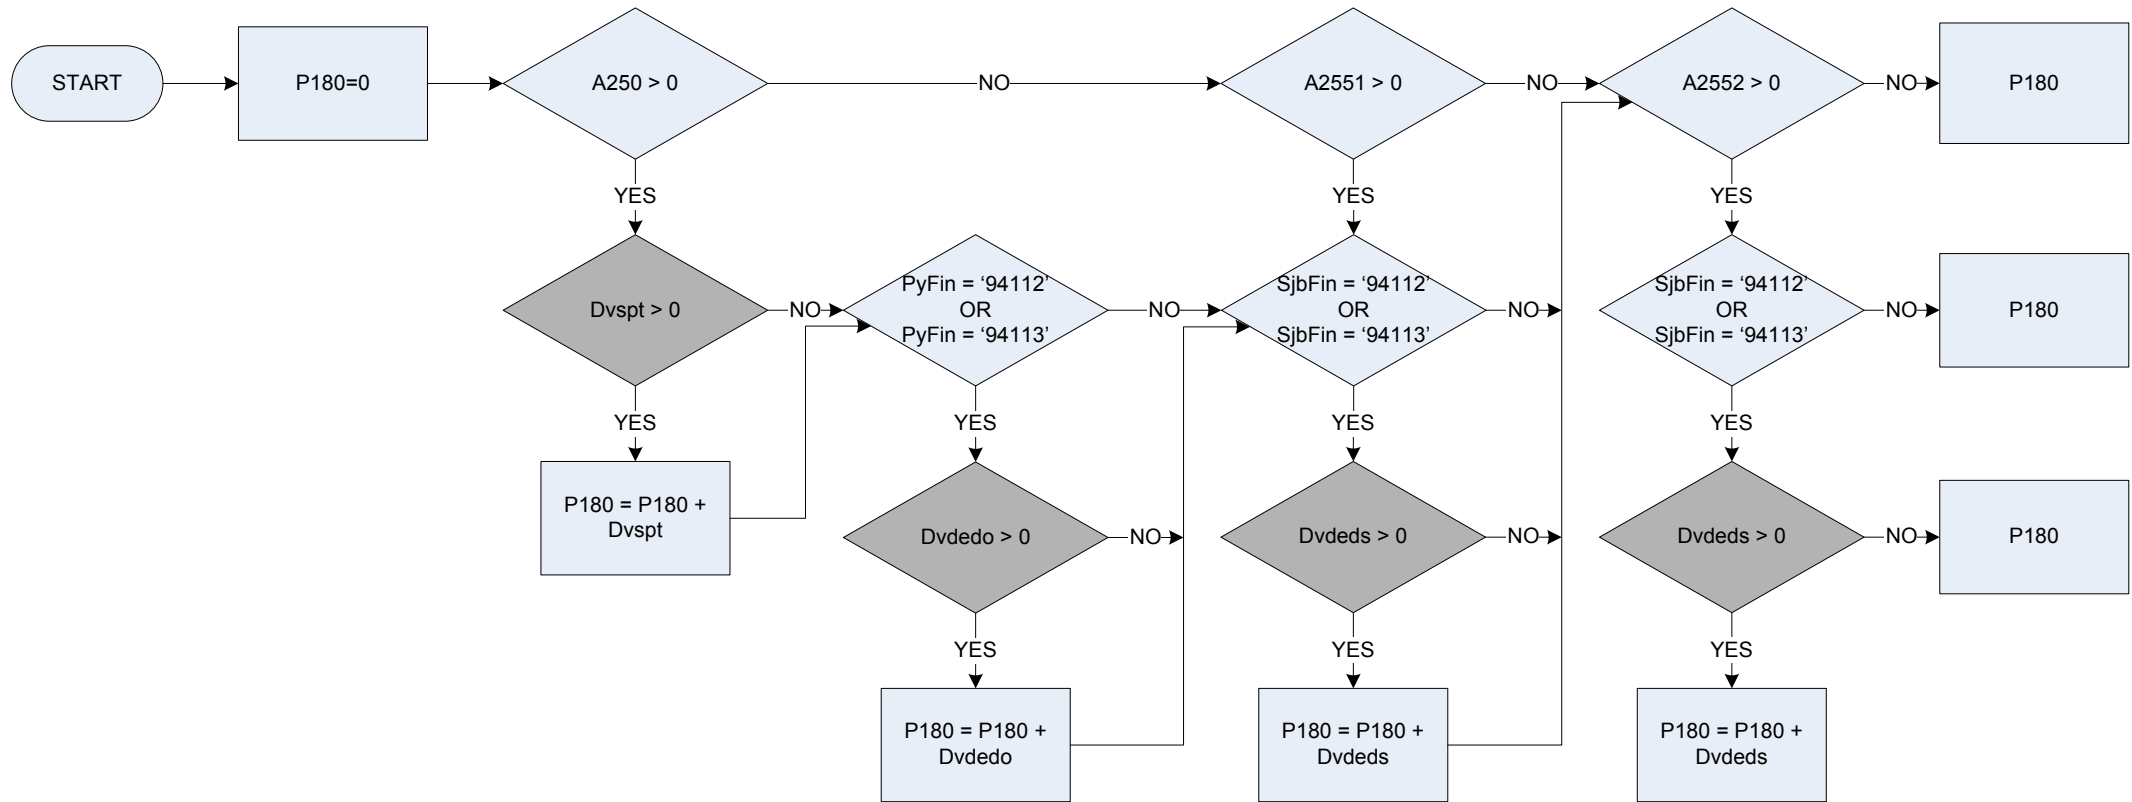 START
P180=0
A250 > 0
NO
A2551 > 0
NO
A2552 > 0
NO
P180
YES
YES
YES
Dvspt > 0
NO
PyFin = ‘94112’
OR
PyFin = ‘94113’
NO
SjbFin = ‘94112’
OR
SjbFin = ‘94113’
NO
SjbFin = ‘94112’
OR
SjbFin = ‘94113’
NO
P180
YES
YES
YES
YES
P180 = P180 +
Dvspt
Dvdedo > 0
NO
Dvdeds > 0
NO
Dvdeds > 0
NO
P180
YES
YES
YES
P180 = P180 +
Dvdedo
P180 = P180 +
Dvdeds
P180 = P180 +
Dvdeds